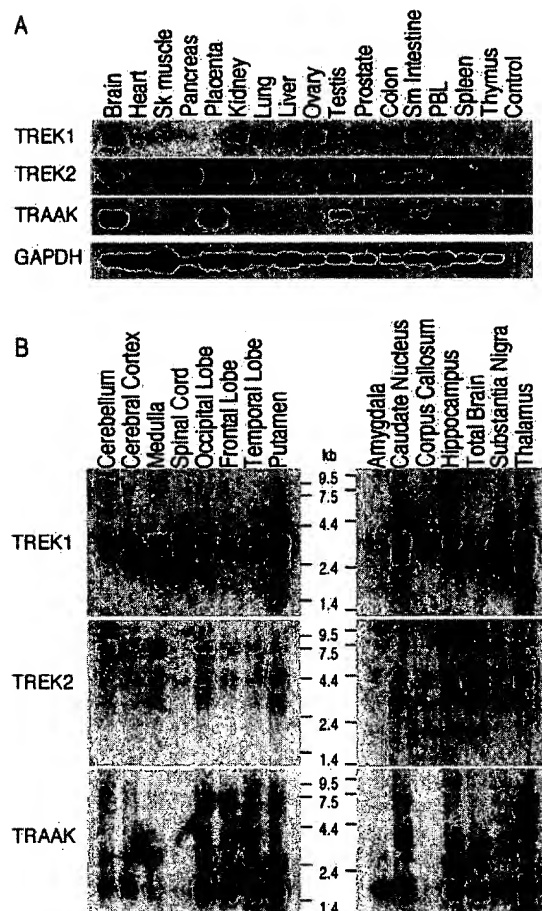 A
Brain
Heart
Sk muscle
Pancreas
Placenta
Kidney
Lung
Liver
Ovary
Testis
Prostate
Colon
Sm Intestine
PBL
Spleen
Thymus
Control
TREK1
TREK2
TRAAK
GAPDH
B
Cerebellum
Cerebral Cortex
Medulla
Spinal Cord
Occipital Lobe
Frontal Lobe
Temporal Lobe
Putamen
kb
Amygdala
Caudate Nucleus
Corpus Callosum
Hippocampus
Total Brain
Substantia Nigra
Thalamus
TREK1
9.5
7.5
4.4
2.4
1.4
TREK2
9.5
7.5
4.4
2.4
1.4
TRAAK
9.5
7.5
4.4
2.4
1.4